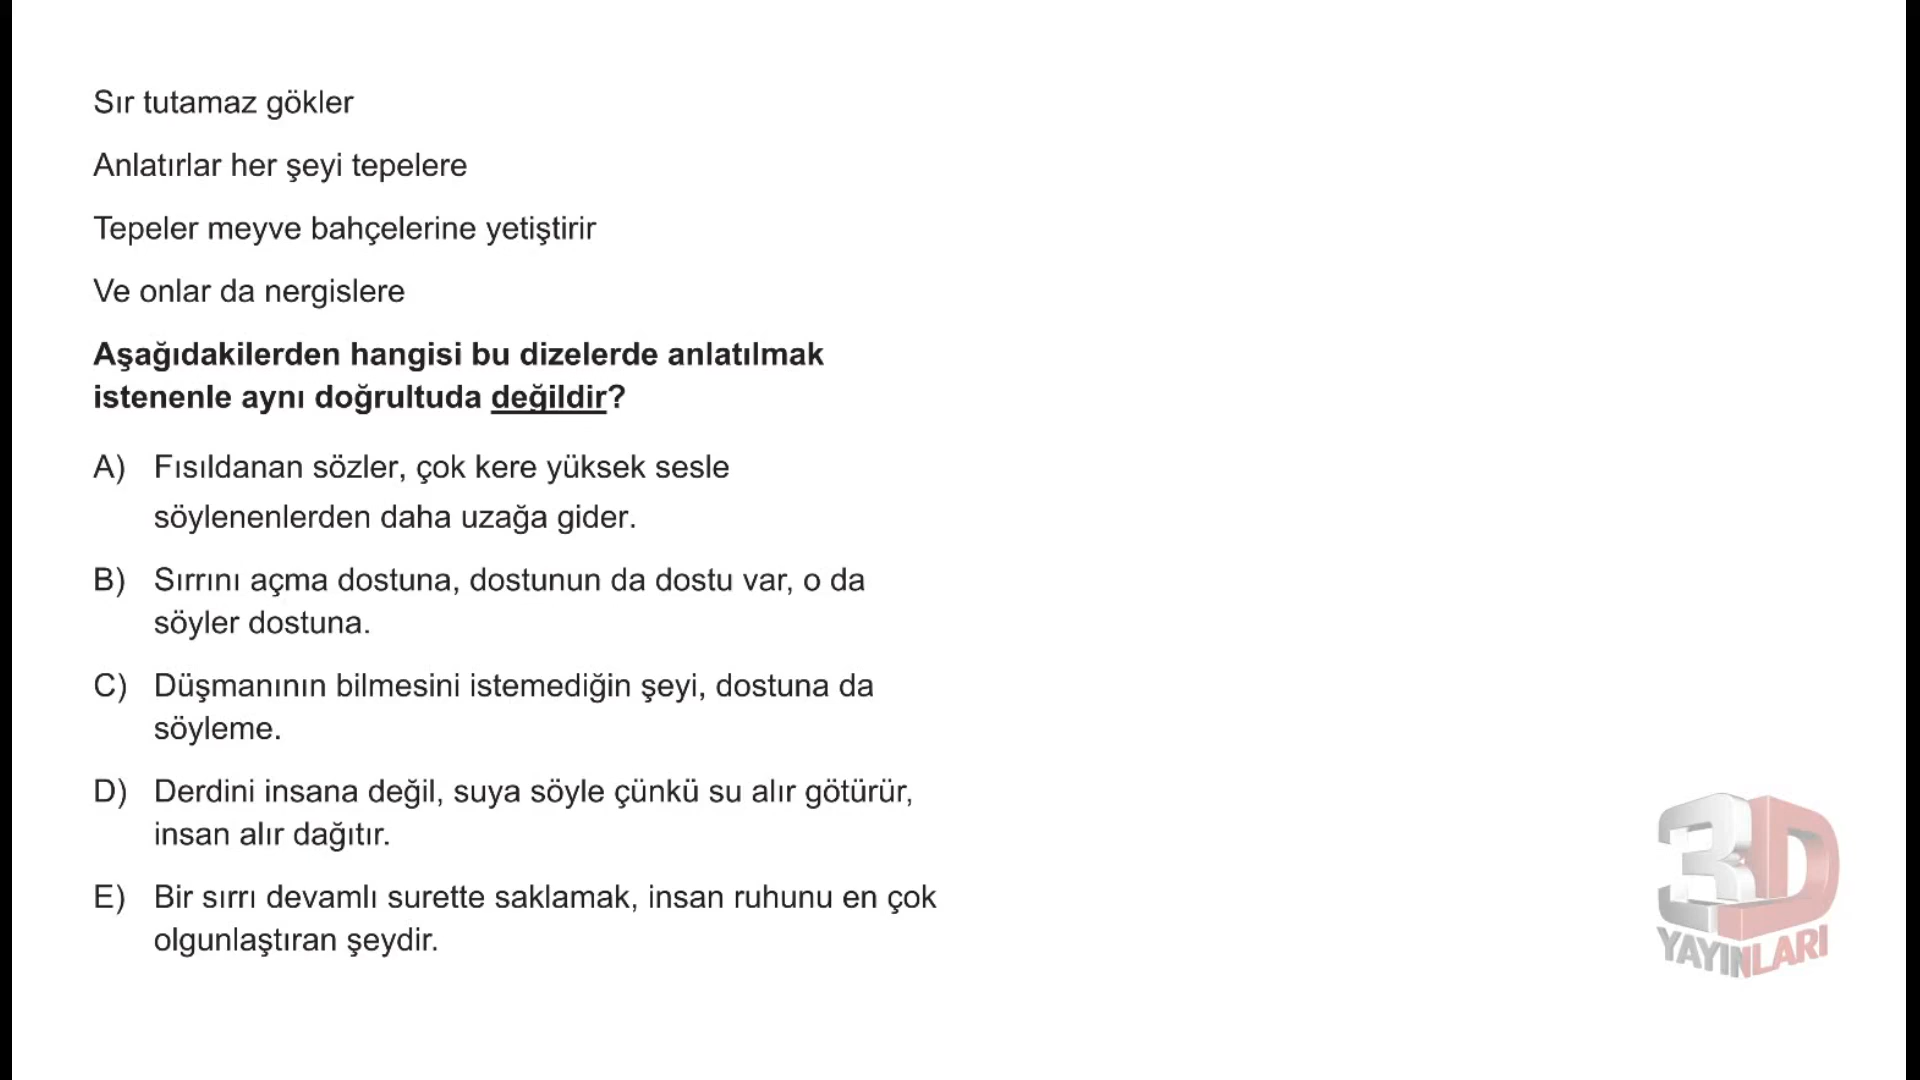 Sır tutamaz gökler
Anlatırlar her şeyi tepelere
Tepeler meyve bahçelerine yetiştirir
Ve onlar da nergislere
Aşağıdakilerden hangisi bu dizelerde anlatılmak
istenenle aynı doğrultuda değildir?
A) Fısıldanan sözler, çok kere yüksek sesle
söylenenlerden daha uzağa gider.
B) Sırrını açma dostuna, dostunun da dostu var, o da
söyler dostuna.
C) Düşmanının bilmesini istemediğin şeyi, dostuna da
söyleme.
D) Derdini insana değil, suya söyle çünkü su alır götürür,
insan alır dağıtır.
E) Bir sırrı devamlı surette saklamak, insan ruhunu en çok
olgunlaştıran şeydir.
3D
YAYINLARI